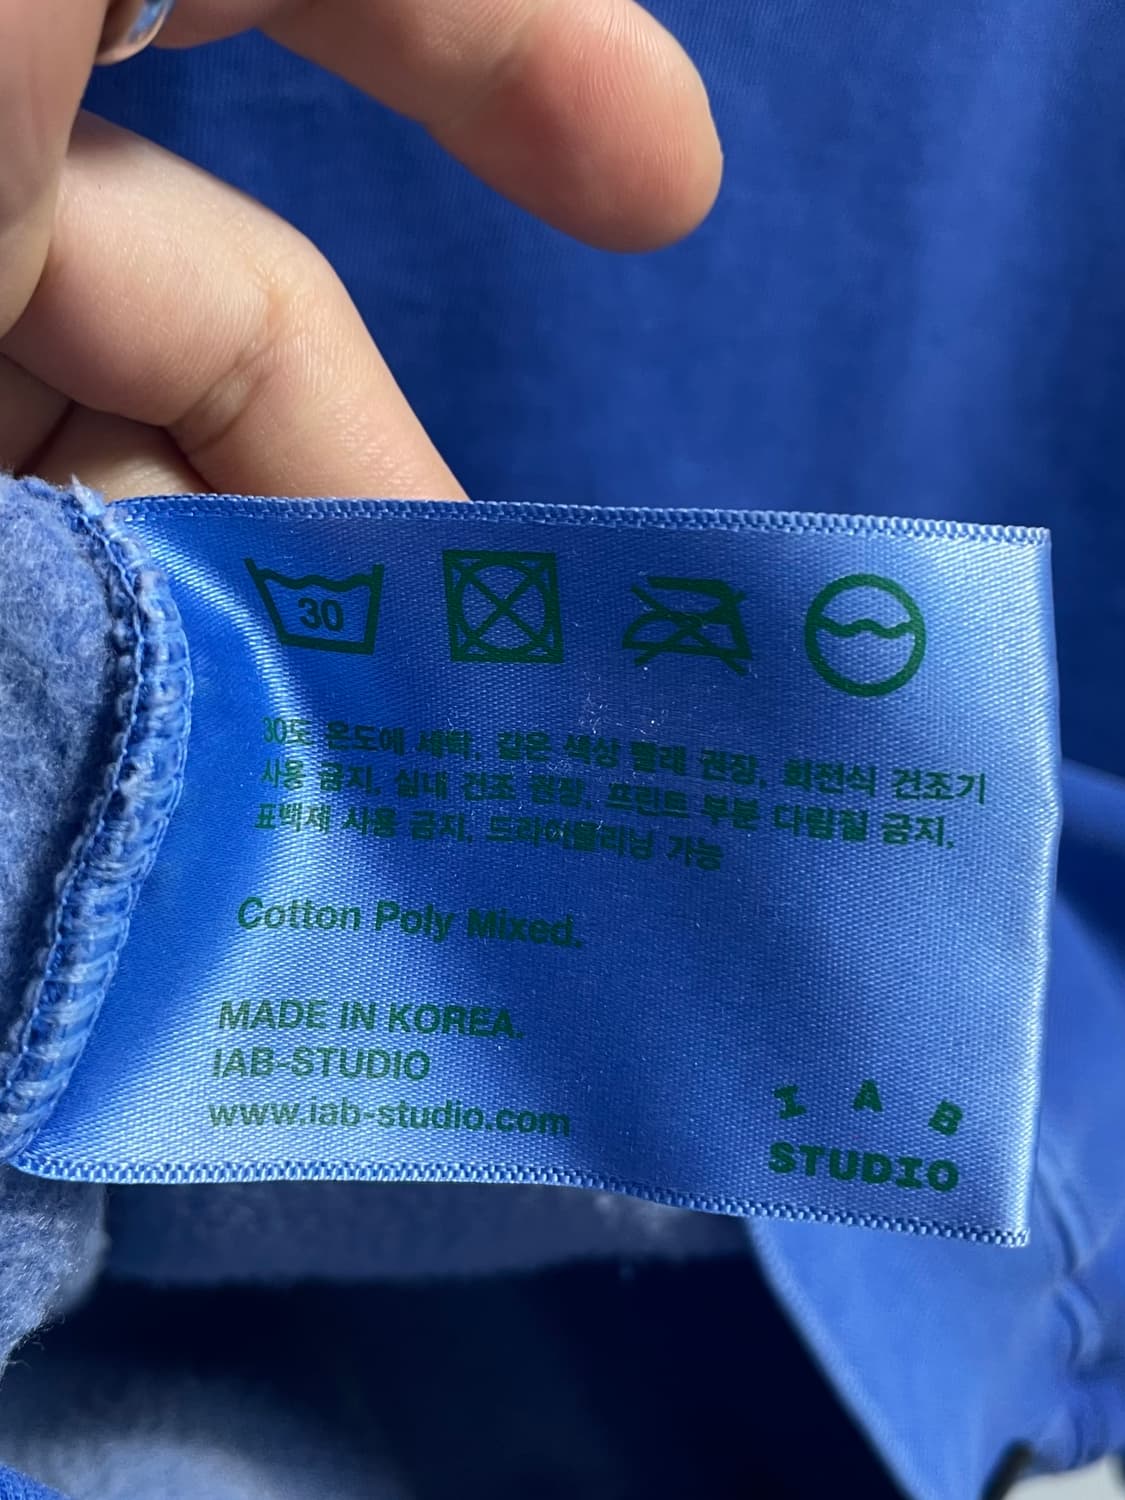 30
30도 온도에 세탁, 같은 색상 빨래 권장, 회전식 건조기
사용 금지, 실내 건조 권장, 프린트 부분 다림질 금지,
표백제 사용 금지, 드라이클리닝 가능
Cotton Poly Mixed.
MADE IN KOREA.
IAB-STUDIO
www.iab-studio.com
I A B
STUDIO